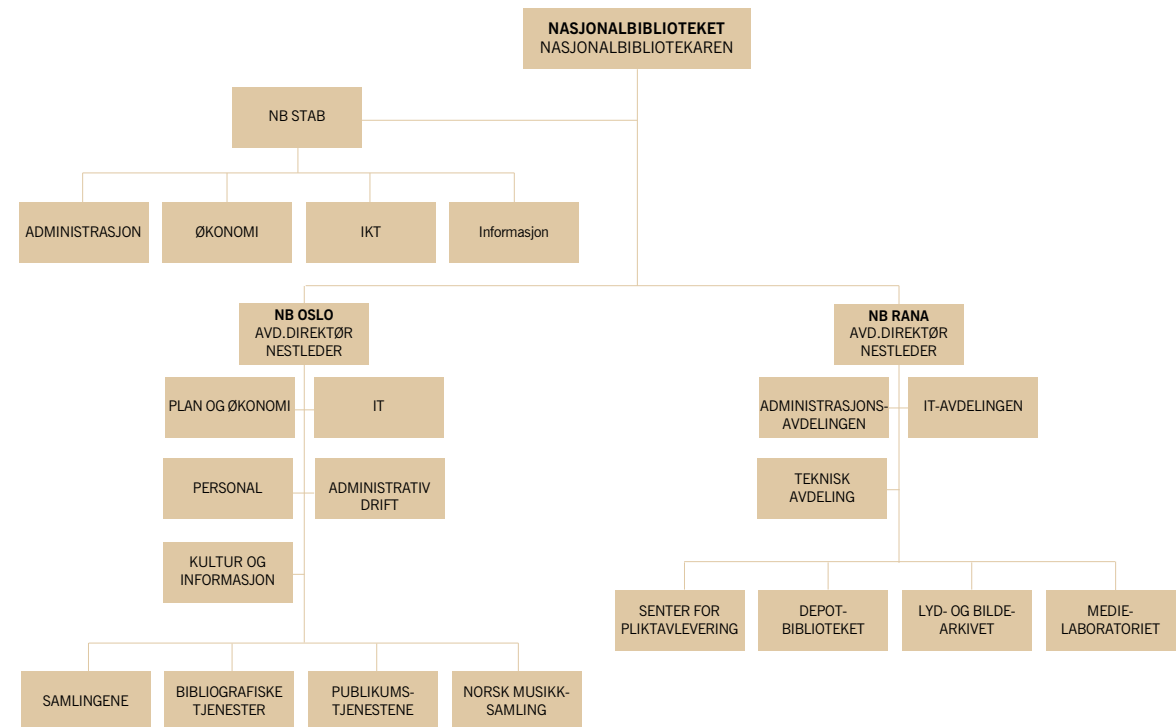 NASJONALBIBLIOTEKET
NASJONALBIBLIOTEKAREN
NB STAB
ADMINISTRASJON
ØKONOMI
IKT
Informasjon
NB OSLO
AVD.DIREKTØR
NESTLEDER
PLAN OG ØKONOMI
IT
PERSONAL
ADMINISTRATIV
DRIFT
KULTUR OG
INFORMASJON
SAMLINGENE
BIBLIOGRAFISKE
TJENESTER
PUBLIKUMS-
TJENESTENE
NORSK MUSIKK-
SAMLING
NB RANA
AVD.DIREKTØR
NESTLEDER
ADMINISTRASJONS-
AVDELINGEN
IT-AVDELINGEN
TEKNISK
AVDELING
SENTER FOR
PLIKTAVLEVERING
DEPOT-
BIBLIOTEKET
LYD- OG BILDE-
ARKIVET
MEDIE-
LABORATORIET